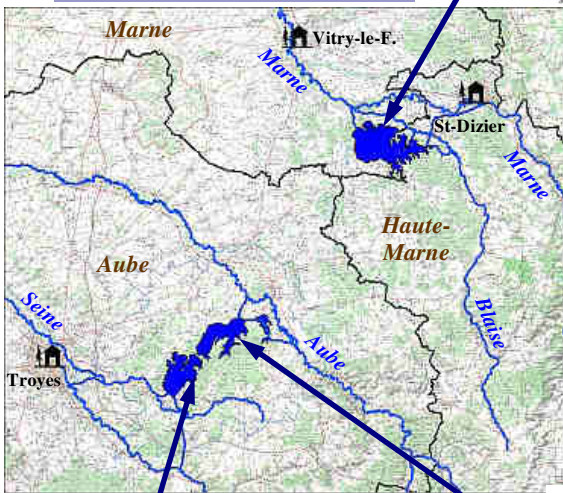 Marne
Vitry-le-F.
Marne
St-Dizier
Marne
Haute-
Marne
Aube
Seine
Blaise
Aube
Troyes